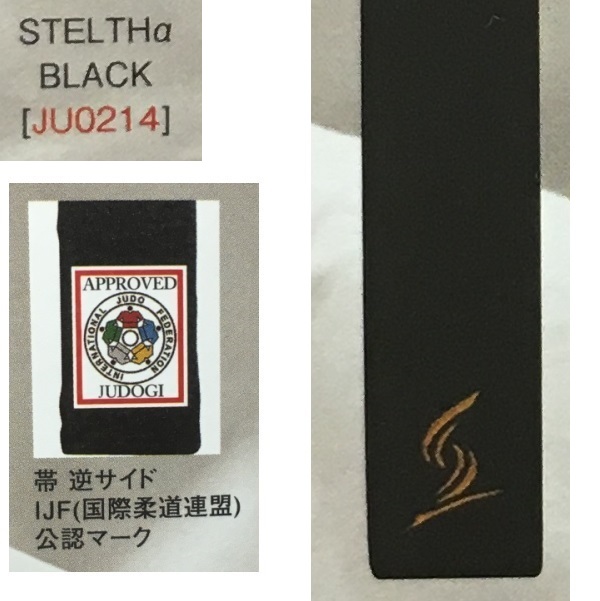 STELTHα
BLACK
[JU0214]
APPROVED
INTERNATIONAL JUDO FEDERATION
JUDOGI
帯 逆サイド
IJF(国際柔道連盟)
公認マーク